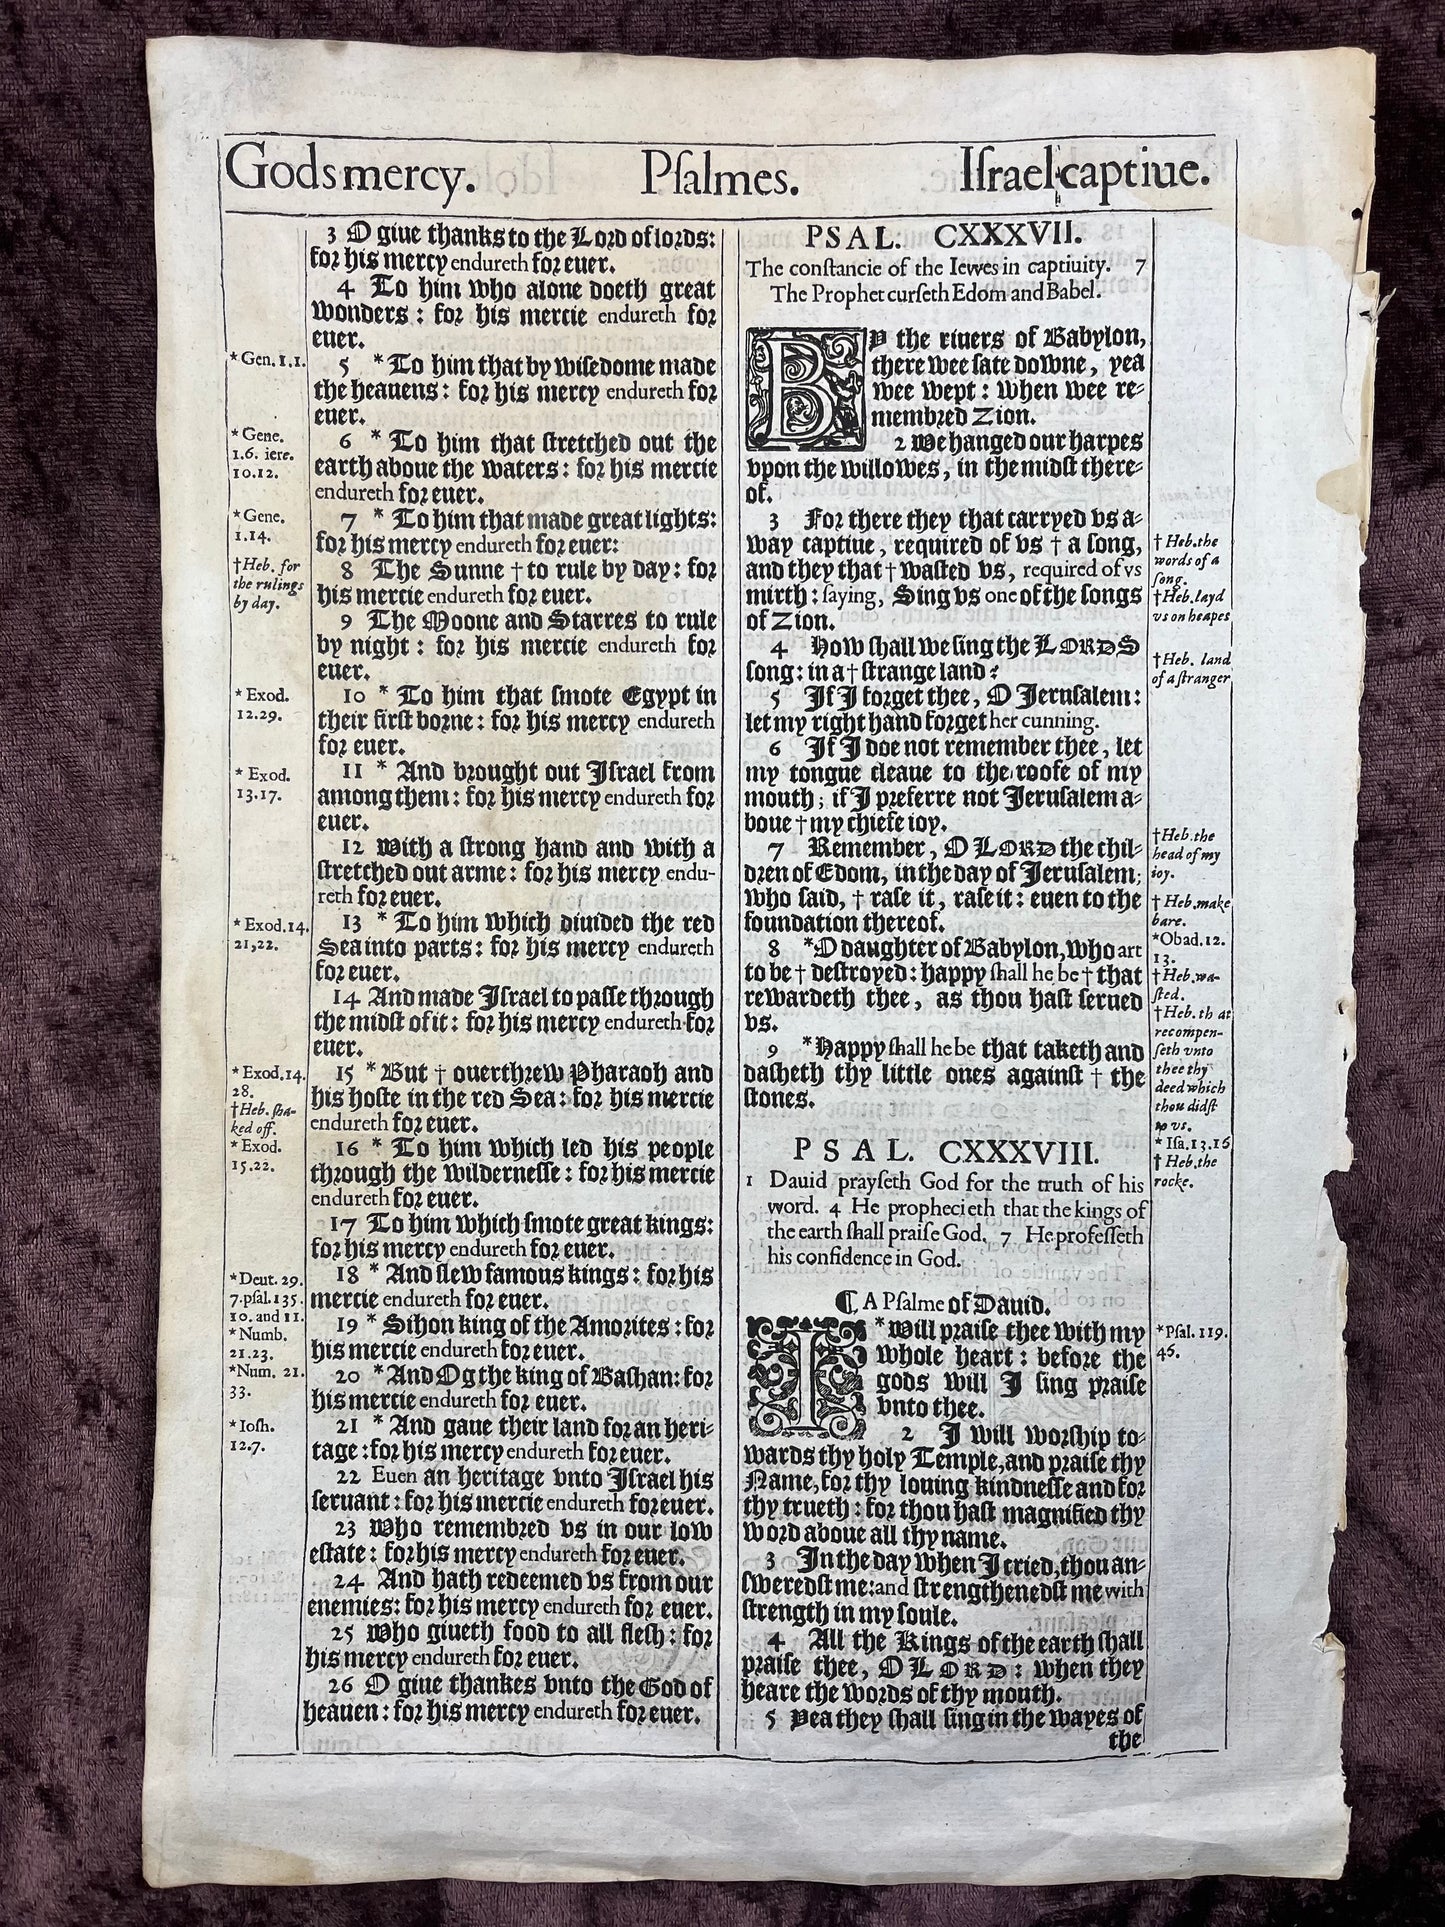 Gods mercy. Psalmes. Israel captiue.
3 O giue thanks to the Lord of lords:
for his mercy endureth for euer.
4 To him who alone doeth great
wonders : for his mercie endureth for
euer.
5 * To him that by wisedome made
the heauens : for his mercy endureth for
euer.
6 * To him that stretched out the
earth aboue the waters : for his mercie
endureth for euer.
7 * To him that made great lights:
for his mercy endureth for euer:
8 The Sunne † to rule by day : for
his mercie endureth for euer.
9 The Moone and Starres to rule
by night : for his mercie endureth for
euer.
10 * To him that smote Egypt in
their first borne : for his mercy endureth
for euer.
11 * And brought out Israel from
among them : for his mercy endureth for
euer.
12 With a strong hand and with a
stretched out arme : for his mercy endu-
reth for euer.
13 * To him which diuided the red
Sea into parts : for his mercy endureth
for euer.
14 And made Israel to passe through
the midst of it : for his mercy endureth for
euer.
15 * But † ouerthrew Pharaoh and
his hoste in the red Sea : for his mercie
endureth for euer.
16 * To him which led his people
through the wildernesse : for his mercie
endureth for euer.
17 To him which smote great kings:
for his mercy endureth for euer.
18 * And slew famous kings : for his
mercie endureth for euer.
19 * Sihon king of the Amorites : for
his mercie endureth for euer.
20 * And Og the king of Bashan: for
his mercie endureth for euer.
21 * And gaue their land for an heri-
tage : for his mercy endureth for euer.
22 Euen an heritage vnto Israel his
seruant : for his mercie endureth for euer.
23 Who remembred vs in our low
estate : for his mercy endureth for euer.
24 And hath redeemed vs from our
enemies: for his mercy endureth for euer.
25 Who giueth food to all flesh : for
his mercy endureth for euer.
26 O giue thankes vnto the God of
heauen : for his mercy endureth for euer.
* Gen. 1.1.
* Gene.
1.6. iere.
10.12.
* Gene.
1.14.
† Heb. for
the rulings
by day.
* Exod.
12.29.
* Exod.
13.17.
* Exod.14.
21,22.
* Exod.14.
28.
† Heb. sha-
ked off.
* Exod.
15.22.
* Deut. 29.
7.psal.135.
10. and 11.
* Numb.
21.23.
* Num. 21.
33.
* Iosh.
12.7.
PSAL. CXXXVII.
The constancie of the Iewes in captiuity. 7
The Prophet curseth Edom and Babel.
BY the riuers of Babylon,
there wee sate downe, yea
wee wept : when wee re-
membred Zion.
2 We hanged our harpes
vpon the willowes, in the midst there-
of.
3 For there they that carryed vs a-
way captiue, required of vs † a song,
and they that † wasted vs, required of vs
mirth : saying, Sing vs one of the songs
of Zion.
4 How shall we sing the LORDS
song: in a † strange land?
5 If I forget thee, O Jerusalem:
let my right hand forget her cunning.
6 If I doe not remember thee, let
my tongue cleaue to the roofe of my
mouth; if I preferre not Jerusalem a-
boue † my chiefe ioy.
7 Remember, O LORD the chil-
dren of Edom, in the day of Jerusalem;
who said, † rase it, rase it : euen to the
foundation thereof.
8 * O daughter of Babylon, who art
to be † destroyed : happy shall he be † that
rewardeth thee, as thou hast serued
vs.
9 * Happy shall he be that taketh and
dasheth thy little ones against † the
stones.
PSAL. CXXXVIII.
1 Dauid prayseth God for the truth of his
word. 4 He prophecieth that the kings of
the earth shall praise God. 7 He professeth
his confidence in God.
¶ A Psalme of Dauid.
I * Will praise thee with my
whole heart : before the
gods will I sing praise
vnto thee.
2 I will worship to-
wards thy holy Temple, and praise thy
Name, for thy louing kindnesse and for
thy trueth : for thou hast magnified thy
word aboue all thy name.
3 In the day when I cried, thou an-
sweredst me: and strengthenedst me with
strength in my soule.
4 All the Kings of the earth shall
praise thee, O LORD : when they
heare the words of thy mouth.
5 Yea they shall sing in the wayes of
the
† Heb. the
words of a
song.
† Heb. layd
vs on heapes
† Heb. land
of a stranger
† Heb. the
head of my
ioy.
† Heb. make
bare.
* Obad. 12.
13.
† Heb. wa-
sted.
† Heb. that
recompen-
seth vnto
thee thy
deed which
thou didst
to vs.
* Isa. 13.16
† Heb. the
rocke.
* Psal. 119.
46.